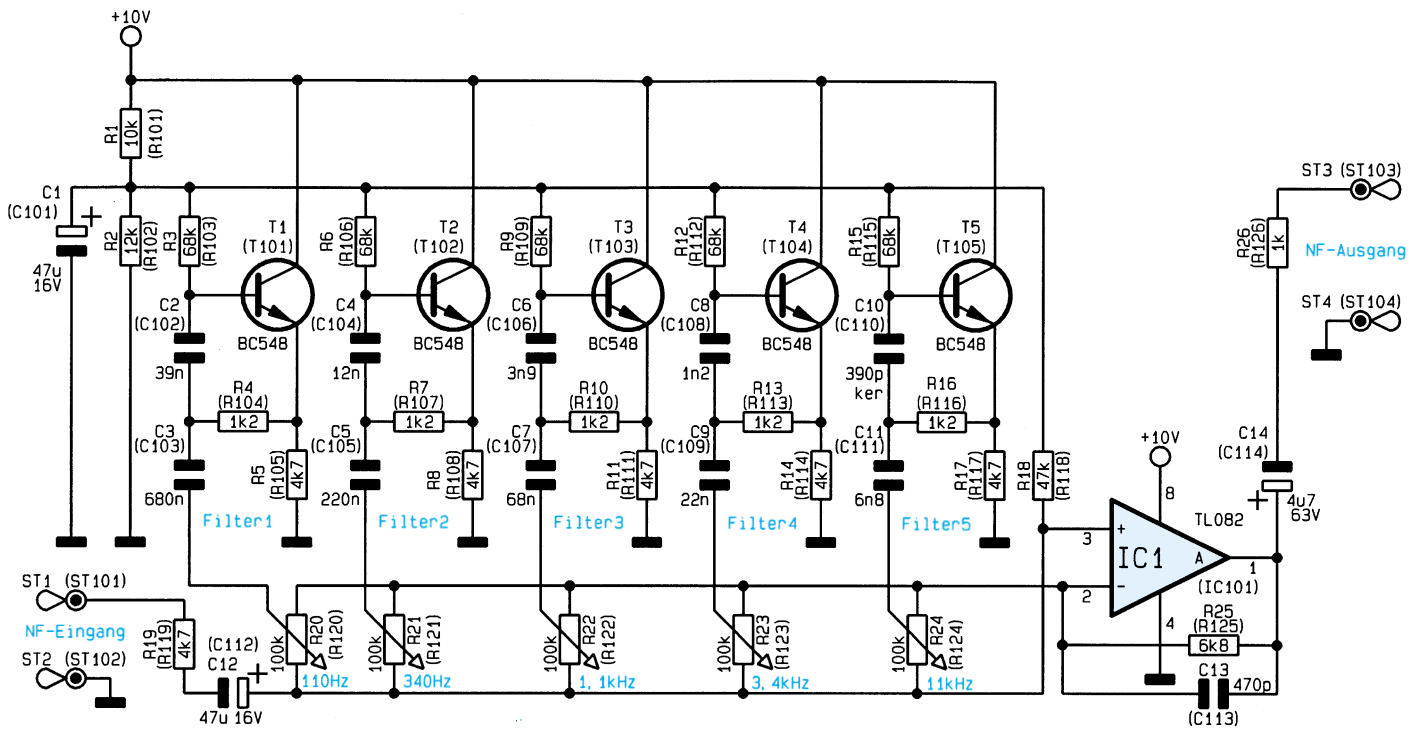 +10V
R1
10k
(R101)
C1
(C101)
+
47u
16V
R2
12k
(R102)
R3
68k
(R103)
T1
(T101)
BC548
C2
(C102)
39n
R4
(R104)
1k2
C3
(C103)
680n
R5
(R105)
4k7
Filter1
R6
(R106)
68k
T2
(T102)
BC548
C4
(C104)
12n
R7
(R107)
1k2
C5
(C105)
220n
R8
(R108)
4k7
Filter2
R9
(R109)
68k
T3
(T103)
BC548
C6
(C106)
3n9
R10
(R110)
1k2
C7
(C107)
68n
R11
(R111)
4k7
Filter3
R12
(R112)
68k
T4
(T104)
BC548
C8
(C108)
1n2
R13
(R113)
1k2
C9
(C109)
22n
R14
(R114)
4k7
Filter4
R15
(R115)
68k
T5
(T105)
BC548
C10
(C110)
390p
ker
R16
(R116)
1k2
C11
(C111)
6n8
R17
(R117)
4k7
Filter5
R18
47k
(R118)
ST3 (ST103)
R26
(R126)
1k
NF-Ausgang
ST4 (ST104)
C14
(C114)
+
4u7
63V
+10V
8
TL082
3
+
IC1
A
1
2
-
(IC101)
4
R25
(R125)
6k8
C13
470p
(C113)
ST1 (ST101)
NF-Eingang
ST2 (ST102)
R19
(R119)
4k7
(C112)
C12
+
47u 16V
100k
R20
(R120)
110Hz
100k
R21
(R121)
340Hz
100k
R22
(R122)
1,1kHz
100k
R23
(R123)
3,4kHz
100k
R24
(R124)
11kHz